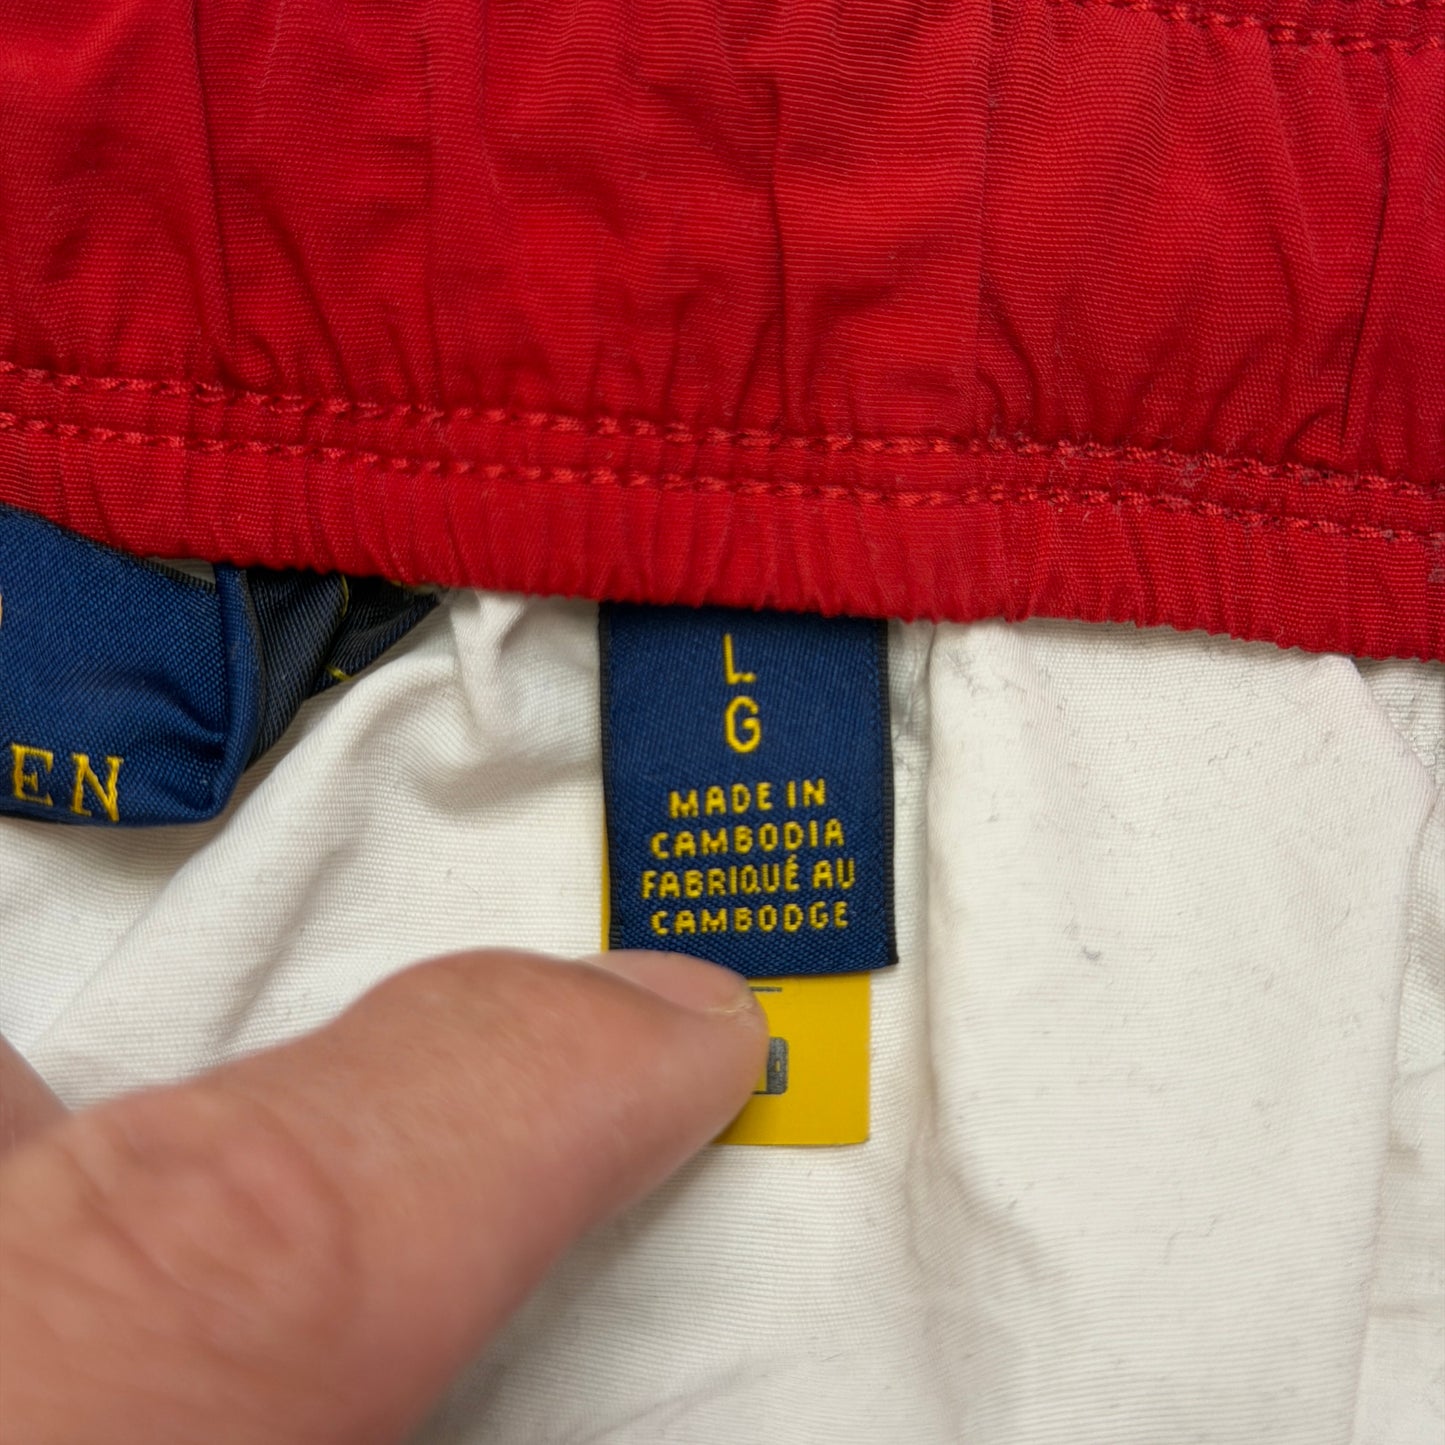 L
G
MADE IN
CAMBODIA
FABRIQUÉ AU
CAMBODGE
EN